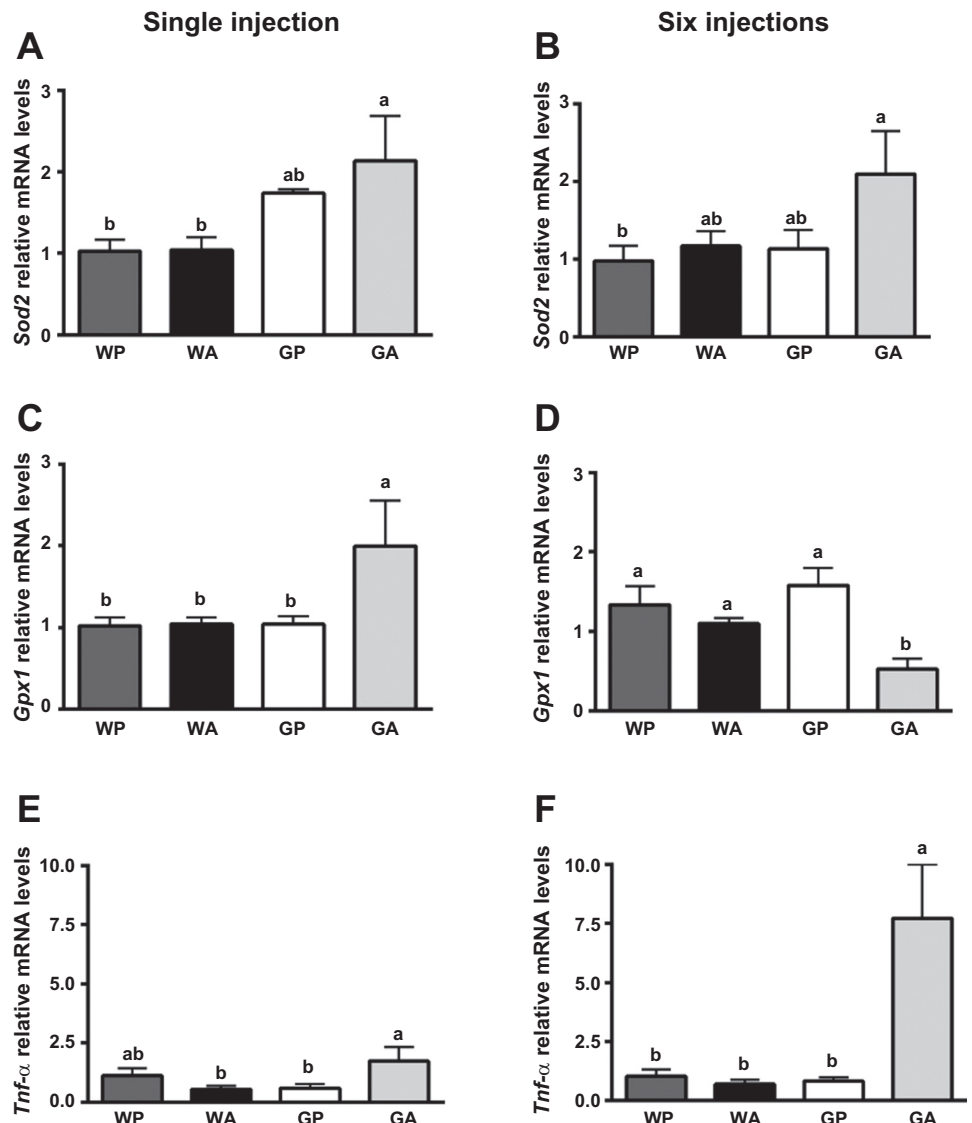 Single injection
Six injections
A
Sod2 relative mRNA levels
3
2
1
0
b
b
ab
a
WP
WA
GP
GA
B
Sod2 relative mRNA levels
3
2
1
0
b
ab
ab
a
WP
WA
GP
GA
C
Gpx1 relative mRNA levels
3
2
1
0
b
b
b
a
WP
WA
GP
GA
D
Gpx1 relative mRNA levels
3
2
1
0
a
a
a
b
WP
WA
GP
GA
E
Tnf-α relative mRNA levels
10.0
7.5
5.0
2.5
0.0
ab
b
b
a
WP
WA
GP
GA
F
Tnf-α relative mRNA levels
10.0
7.5
5.0
2.5
0.0
b
b
b
a
WP
WA
GP
GA